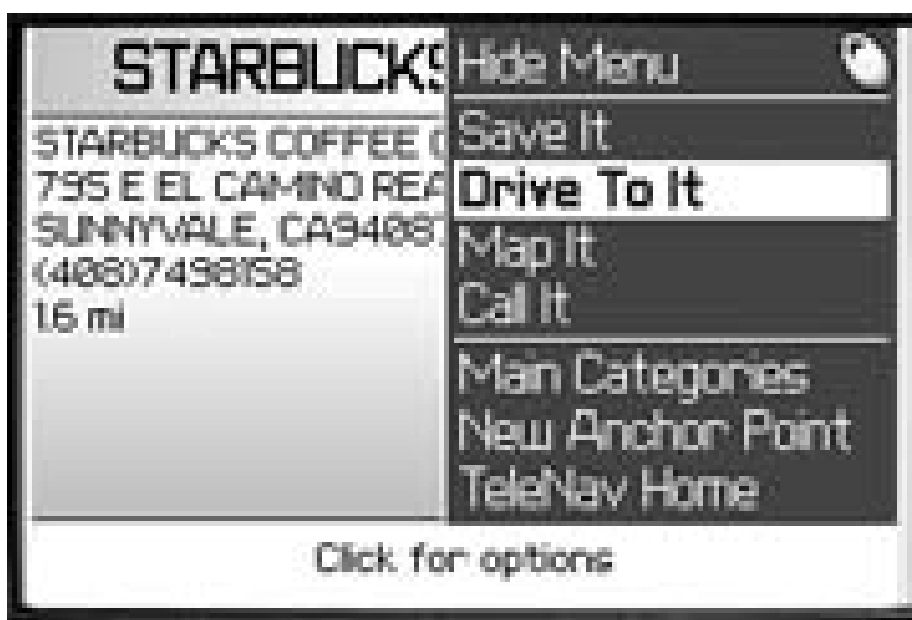 STARBUCKS
STARBUCKS COFFEE
795 E EL CAMINO REA
SUNNYVALE, CA9408
(408)7498158
1.6 mi
Hide Menu
Save It
Drive To It
Map It
Call It
Main Categories
New Anchor Point
TeleNav Home
Click for options